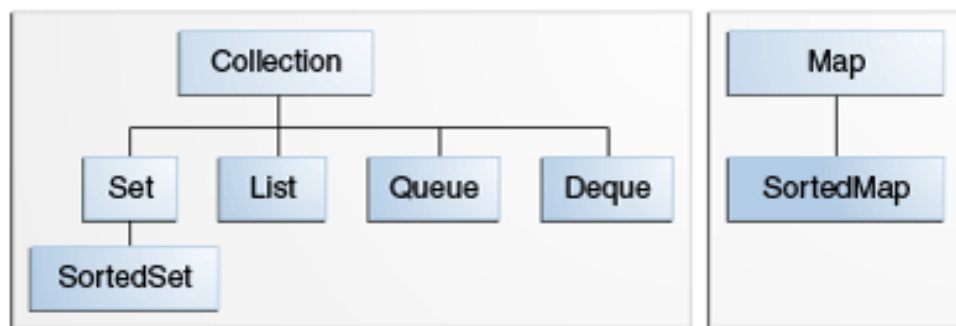 Collection
Map
Set
List
Queue
Deque
SortedMap
SortedSet